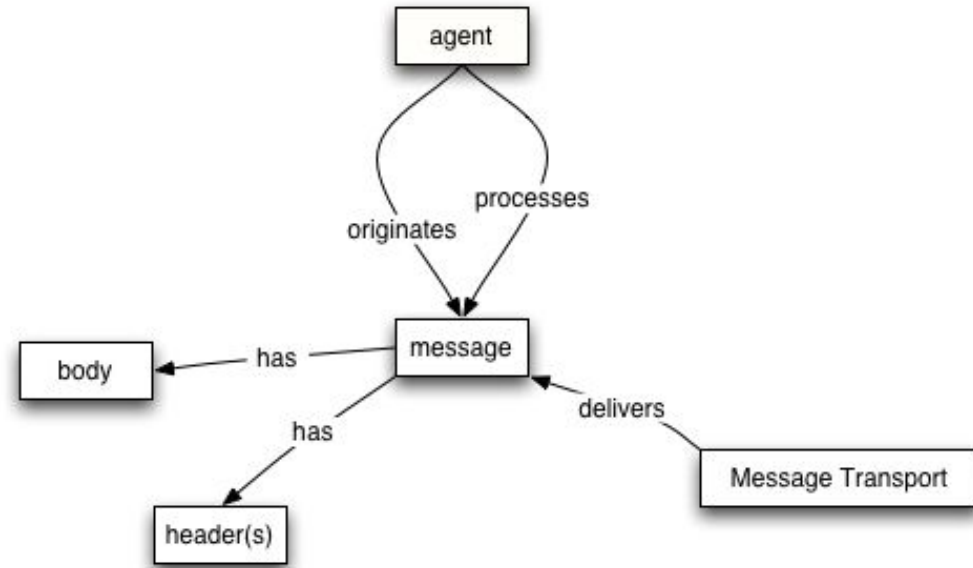 agent
processes
originates
message
has
body
delivers
has
Message Transport
header(s)